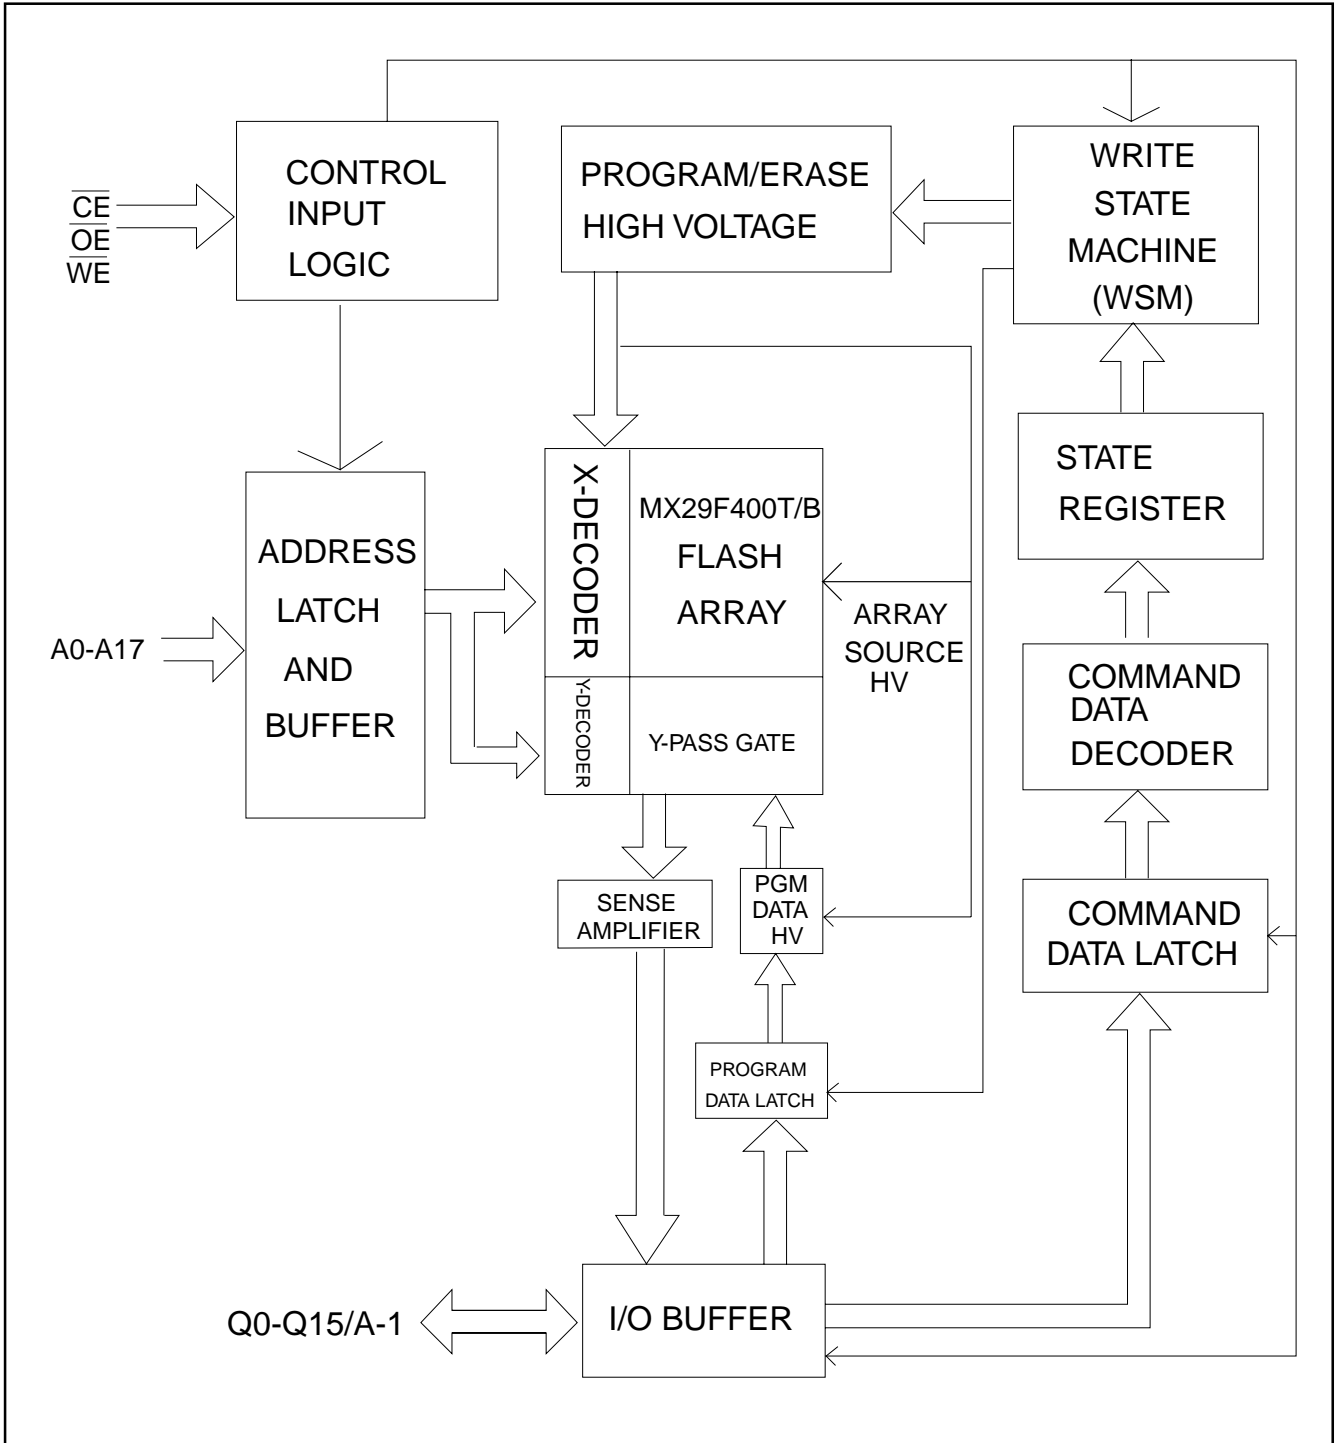 CONTROL
INPUT
LOGIC
PROGRAM/ERASE
HIGH VOLTAGE
WRITE
STATE
MACHINE
(WSM)
CE
OE
WE
STATE
REGISTER
X-DECODER
MX29F400T/B
FLASH
ARRAY
ADDRESS
LATCH
AND
BUFFER
A0-A17
ARRAY
SOURCE
HV
Y-DECODER
Y-PASS GATE
COMMAND
DATA
DECODER
SENSE
AMPLIFIER
PGM
DATA
HV
COMMAND
DATA LATCH
PROGRAM
DATA LATCH
Q0-Q15/A-1
I/O BUFFER